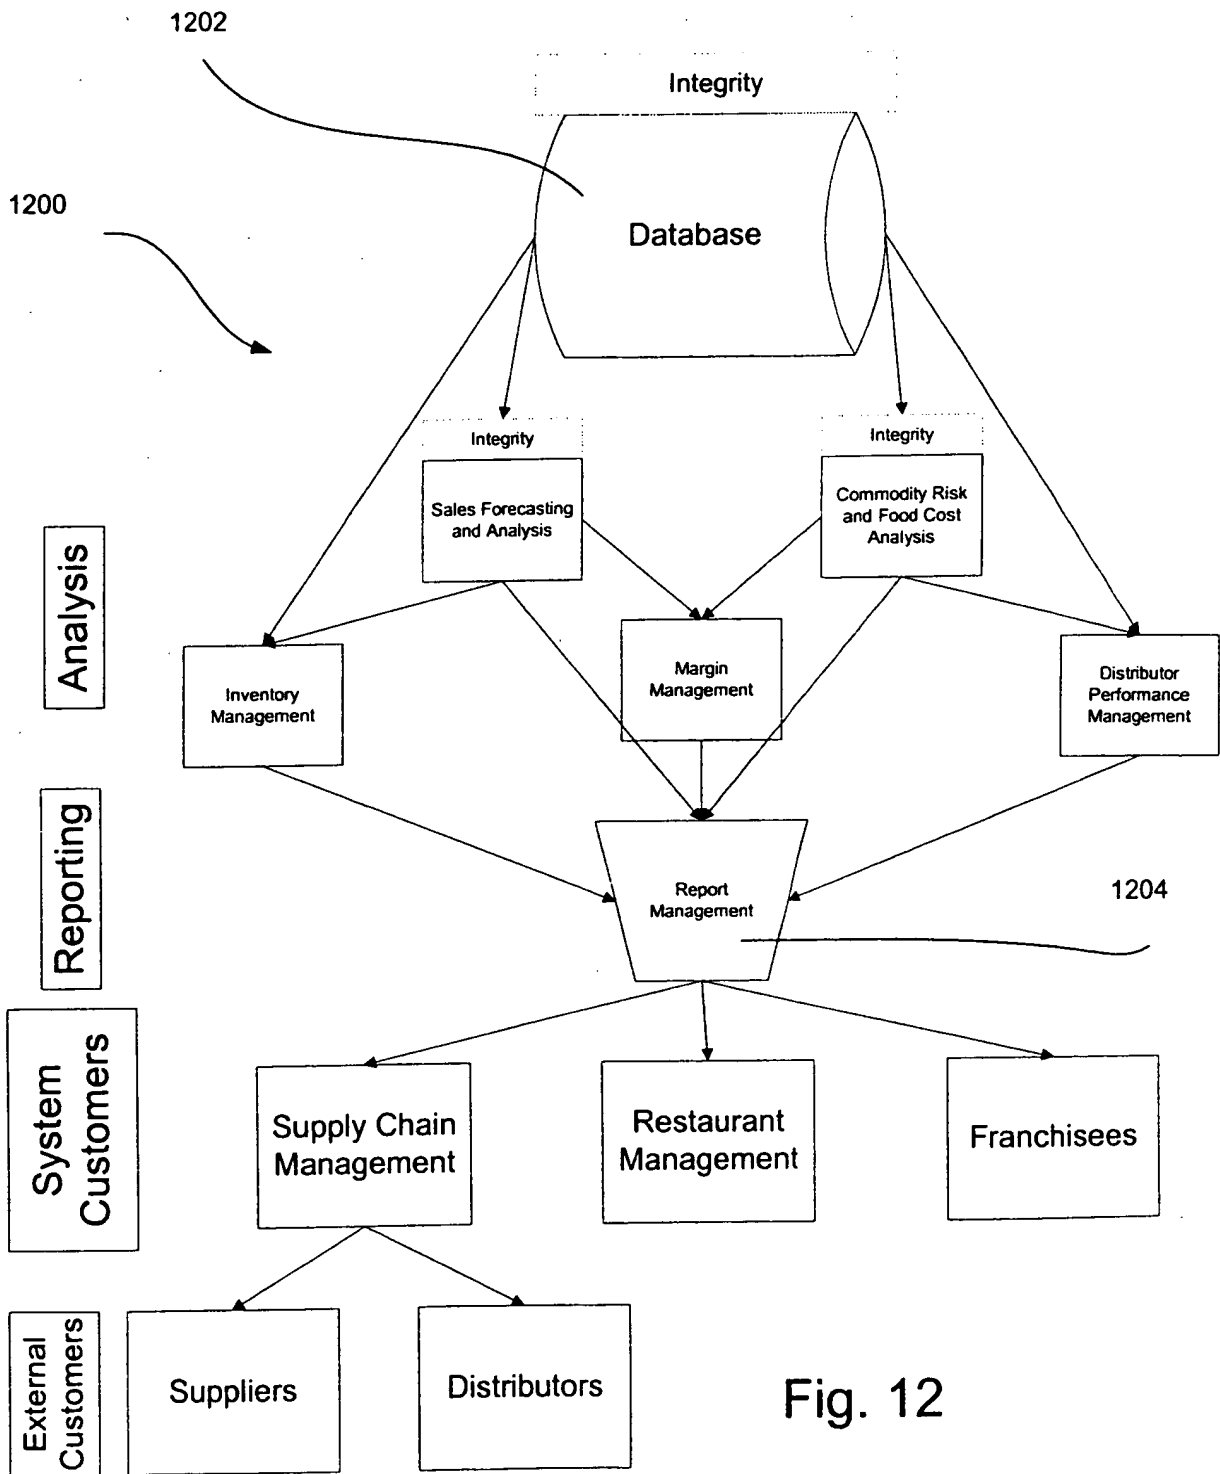 1202
Integrity
1200
Database
Integrity
Integrity
Sales Forecasting
and Analysis
Commodity Risk
and Food Cost
Analysis
Analysis
Inventory
Management
Margin
Management
Distributor
Performance
Management
Reporting
Report
Management
1204
System
Customers
Supply Chain
Management
Restaurant
Management
Franchisees
External
Customers
Suppliers
Distributors
Fig. 12